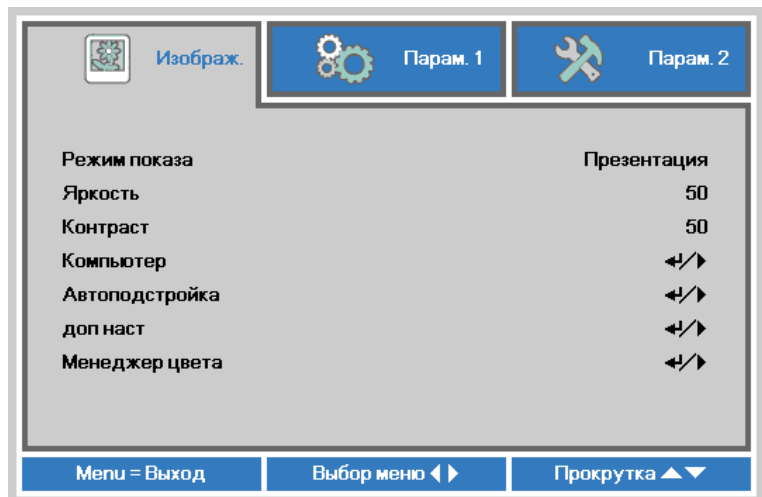 Изображ.
Парам. 1
Парам. 2
Режим показа Презентация
Яркость 50
Контраст 50
Компьютер ↵/▶
Автоподстройка ↵/▶
доп наст ↵/▶
Менеджер цвета ↵/▶
Menu = Выход
Выбор меню ◀ ▶
Прокрутка ▲▼